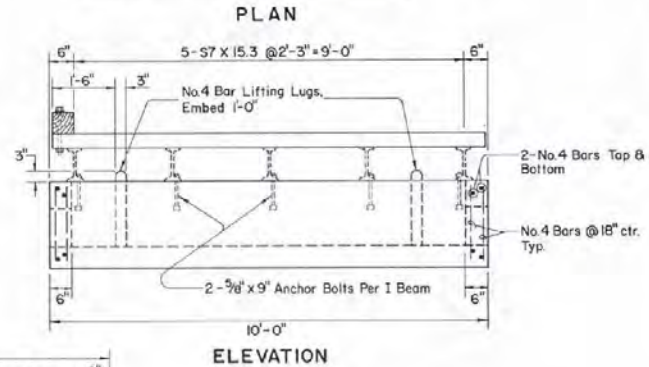 PLAN
6"
5-S7 X 15.3 @2'-3"=9'-0"
6"
1'-6"
3"
No.4 Bar Lifting Lugs,
Embed 1'-0"
3"
2-No.4 Bars Top &
Bottom
No.4 Bars @ 18" ctr.
Typ.
2-5/8" x 9" Anchor Bolts Per I Beam
6"
6"
10'-0"
ELEVATION